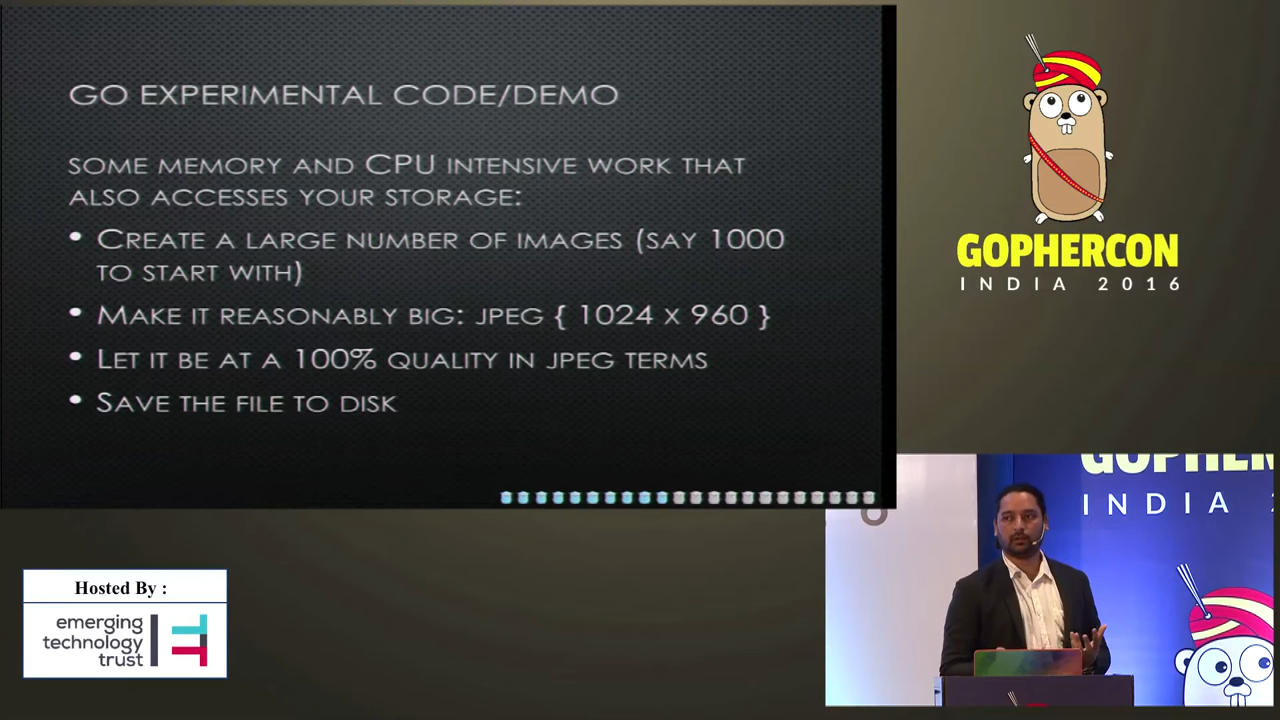 GO EXPERIMENTAL CODE/DEMO
SOME MEMORY AND CPU INTENSIVE WORK THAT
ALSO ACCESSES YOUR STORAGE:
• CREATE A LARGE NUMBER OF IMAGES (SAY 1000
TO START WITH)
• MAKE IT REASONABLY BIG: JPEG { 1024 X 960 }
• LET IT BE AT A 100% QUALITY IN JPEG TERMS
• SAVE THE FILE TO DISK
GOPHERCON
INDIA 2016
Hosted By :
emerging
technology
trust
GOPHER
INDIA 2